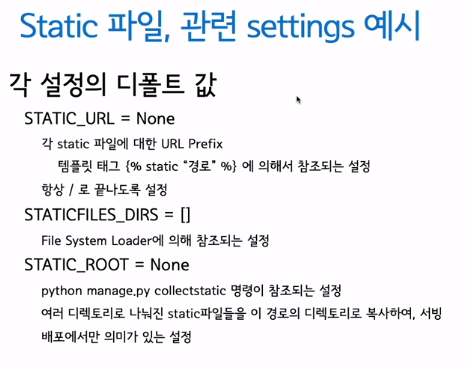 Static 파일, 관련 settings 예시
각 설정의 디폴트 값
STATIC_URL = None
각 static 파일에 대한 URL Prefix
템플릿 태그 {% static “경로” %} 에 의해서 참조되는 설정
항상 / 로 끝나도록 설정
STATICFILES_DIRS = []
File System Loader에 의해 참조되는 설정
STATIC_ROOT = None
python manage.py collectstatic 명령이 참조되는 설정
여러 디렉토리로 나눠진 static파일들을 이 경로의 디렉토리로 복사하여, 서빙
배포에서만 의미가 있는 설정